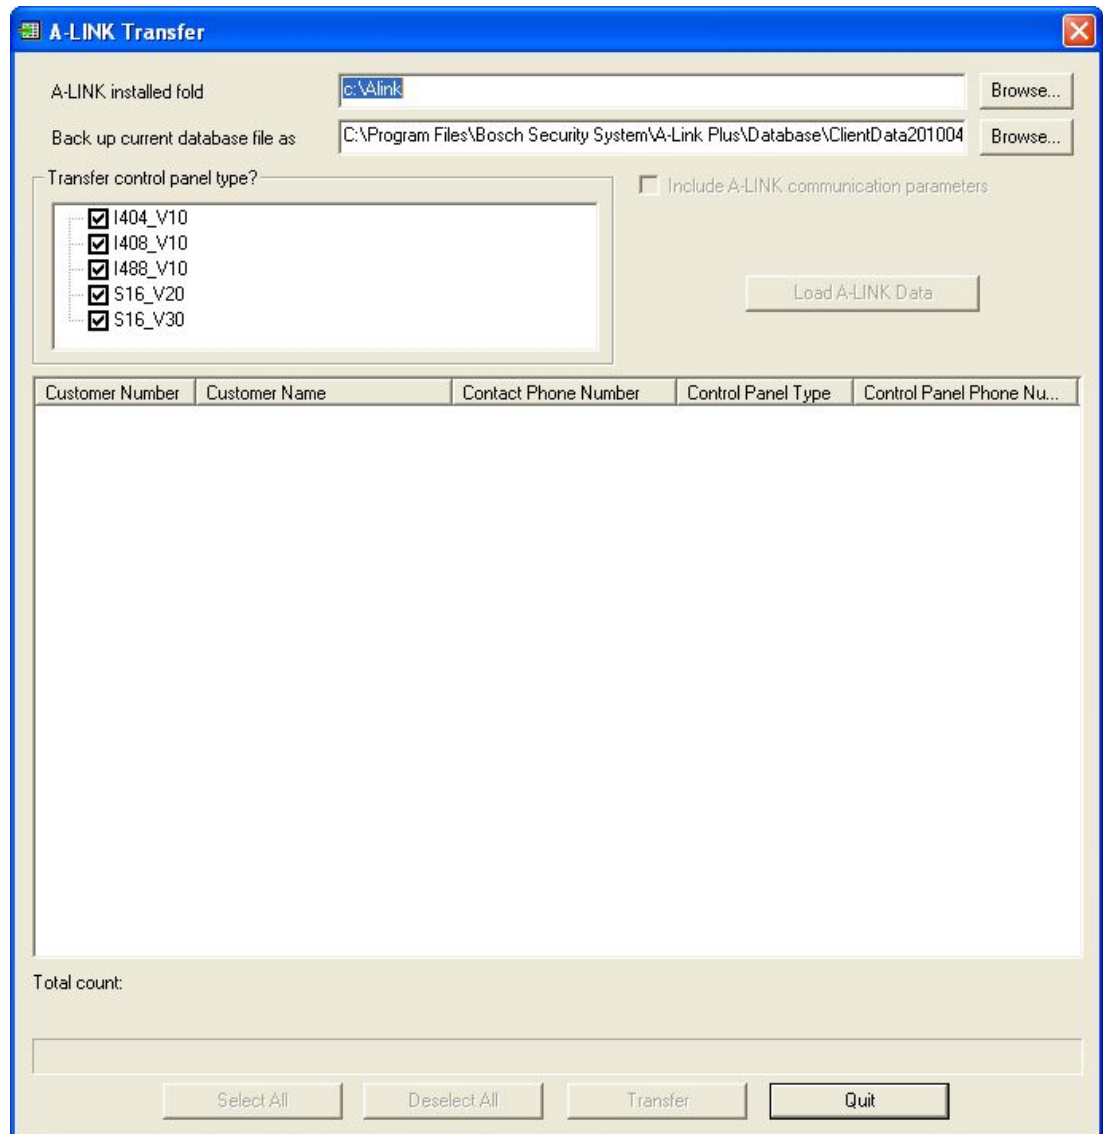 A-LINK Transfer
A-LINK installed fold
c:\Alink
Browse...
Back up current database file as
C:\Program Files\Bosch Security System\A-Link Plus\Database\ClientData201004
Browse...
Transfer control panel type?
Include A-LINK communication parameters
I404_V10
I408_V10
I488_V10
S16_V20
S16_V30
Load A-LINK Data
Customer Number Customer Name Contact Phone Number Control Panel Type Control Panel Phone Nu...
Total count:
Select All Deselect All Transfer Quit